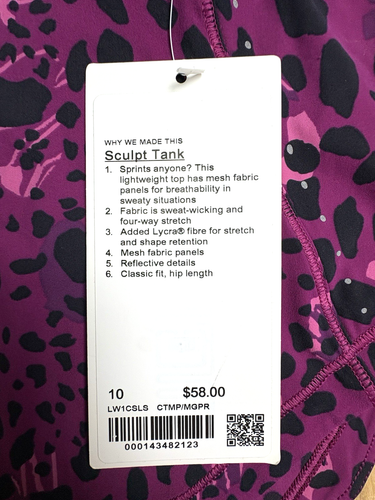 WHY WE MADE THIS
Sculpt Tank
1. Sprints anyone? This
lightweight top has mesh fabric
panels for breathability in
sweaty situations
2. Fabric is sweat-wicking and
four-way stretch
3. Added Lycra® fibre for stretch
and shape retention
4. Mesh fabric panels
5. Reflective details
6. Classic fit, hip length
10 $58.00
LW1CSLS CTMP/MGPR
000143482123